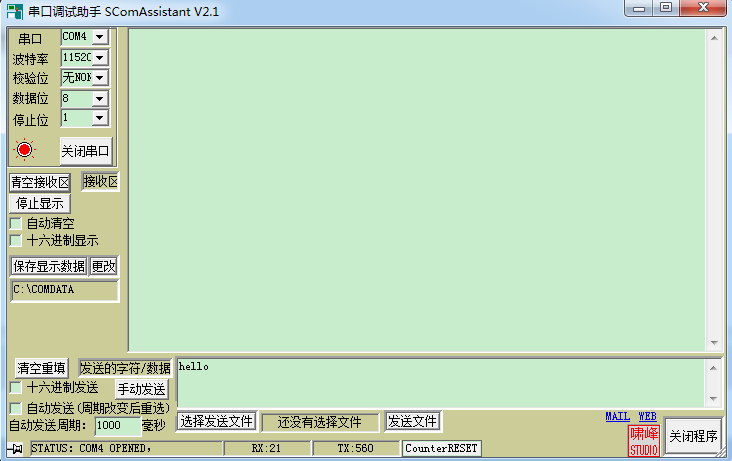 串口调试助手 SComAssistant V2.1
串口 COM4
波特率 11520
校验位 无NON
数据位 8
停止位 1
关闭串口
清空接收区 接收区
停止显示
自动清空
十六进制显示
保存显示数据 更改
C:\COMDATA
清空重填 发送的字符/数据 hello
十六进制发送 手动发送
自动发送(周期改变后重选)
自动发送周期: 1000 毫秒 选择发送文件 还没有选择文件 发送文件 MAIL WEB
啸峰
STUDIO
关闭程序
STATUS: COM4 OPENED, RX:21 TX:560 CounterRESET